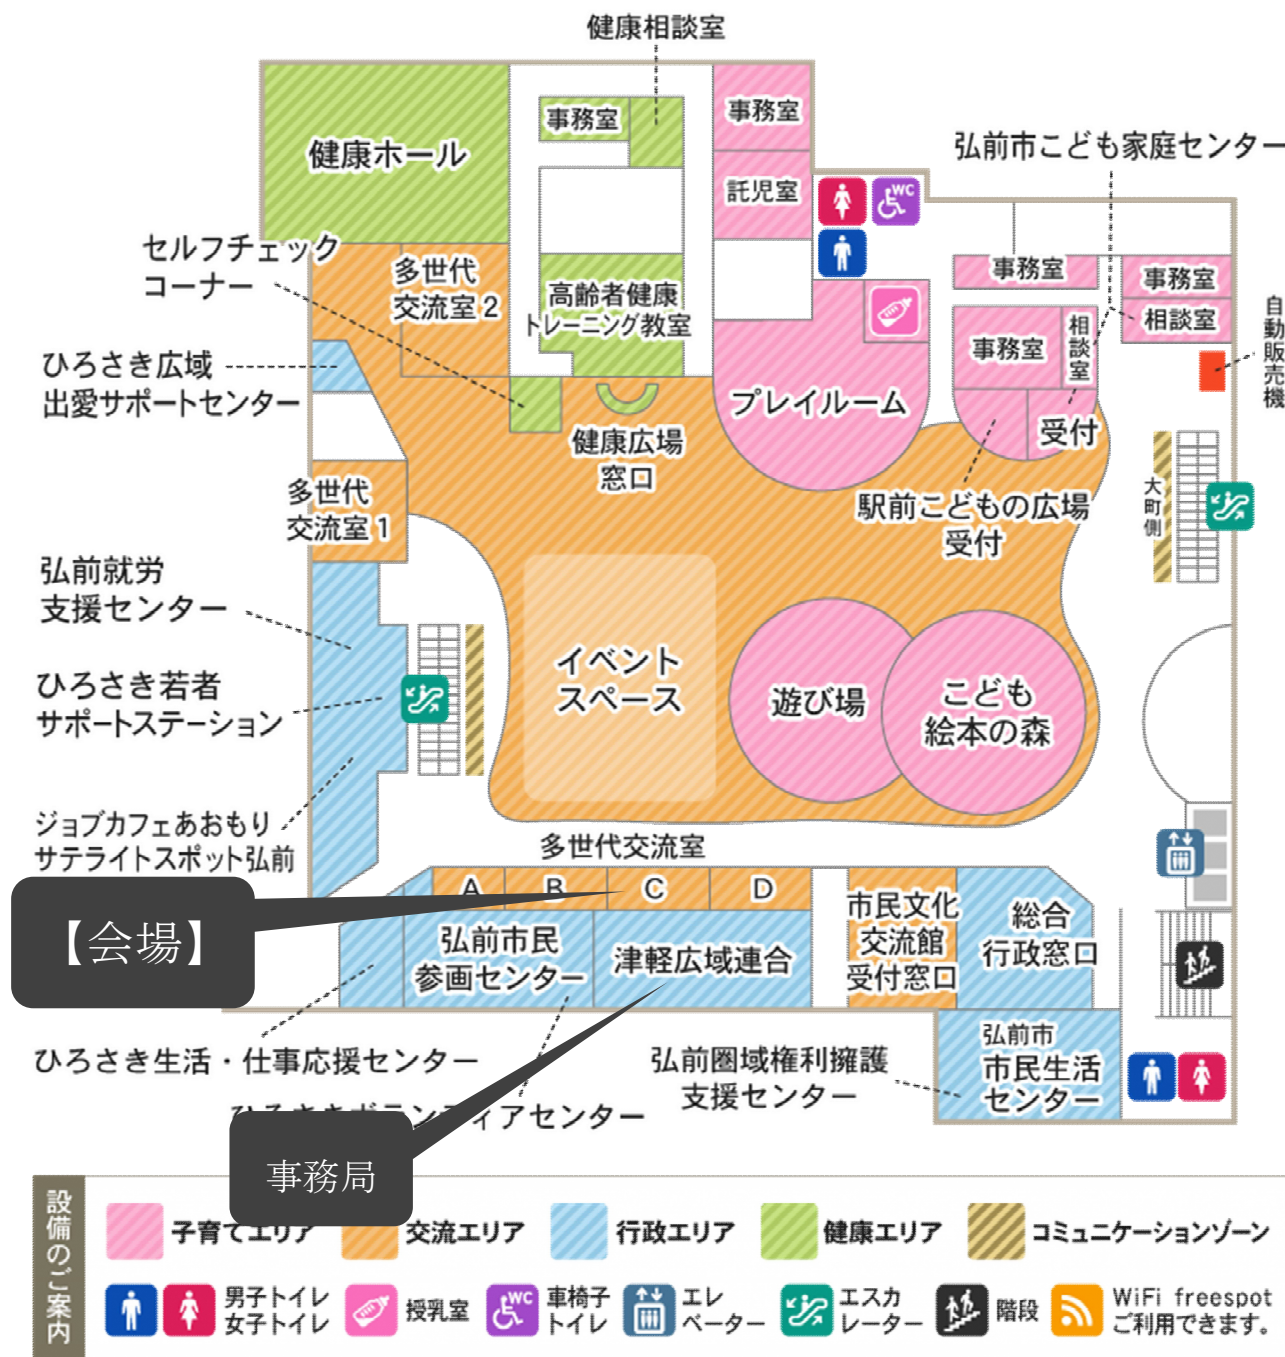 健康相談室
健康ホール
事務室
事務室
託児室
WC
弘前市こども家庭センター
セルフチェック
コーナー
多世代
交流室2
高齢者健康
トレーニング教室
事務室
事務室
相談室
事務室
相談室
自動販売機
ひろさき広域
出愛サポートセンター
プレイルーム
受付
健康広場
窓口
多世代
交流室1
駅前こどもの広場
受付
大町側
弘前就労
支援センター
ひろさき若者
サポートステーション
イベント
スペース
遊び場
こども
絵本の森
ジョブカフェあおもり
サテライトスポット弘前
多世代交流室
A
B
C
D
【会場】
弘前市民
参画センター
津軽広域連合
市民文化
交流館
受付窓口
総合
行政窓口
ひろさき生活・仕事応援センター
弘前圏域権利擁護
支援センター
弘前市
市民生活
センター
ィアセンター
事務局
設備のご案内
子育てエリア
交流エリア
行政エリア
健康エリア
コミュニケーションゾーン
男子トイレ
女子トイレ
授乳室
WC
車椅子
トイレ
エレ
ベーター
エスカ
レーター
階段
WiFi freespot
ご利用できます。